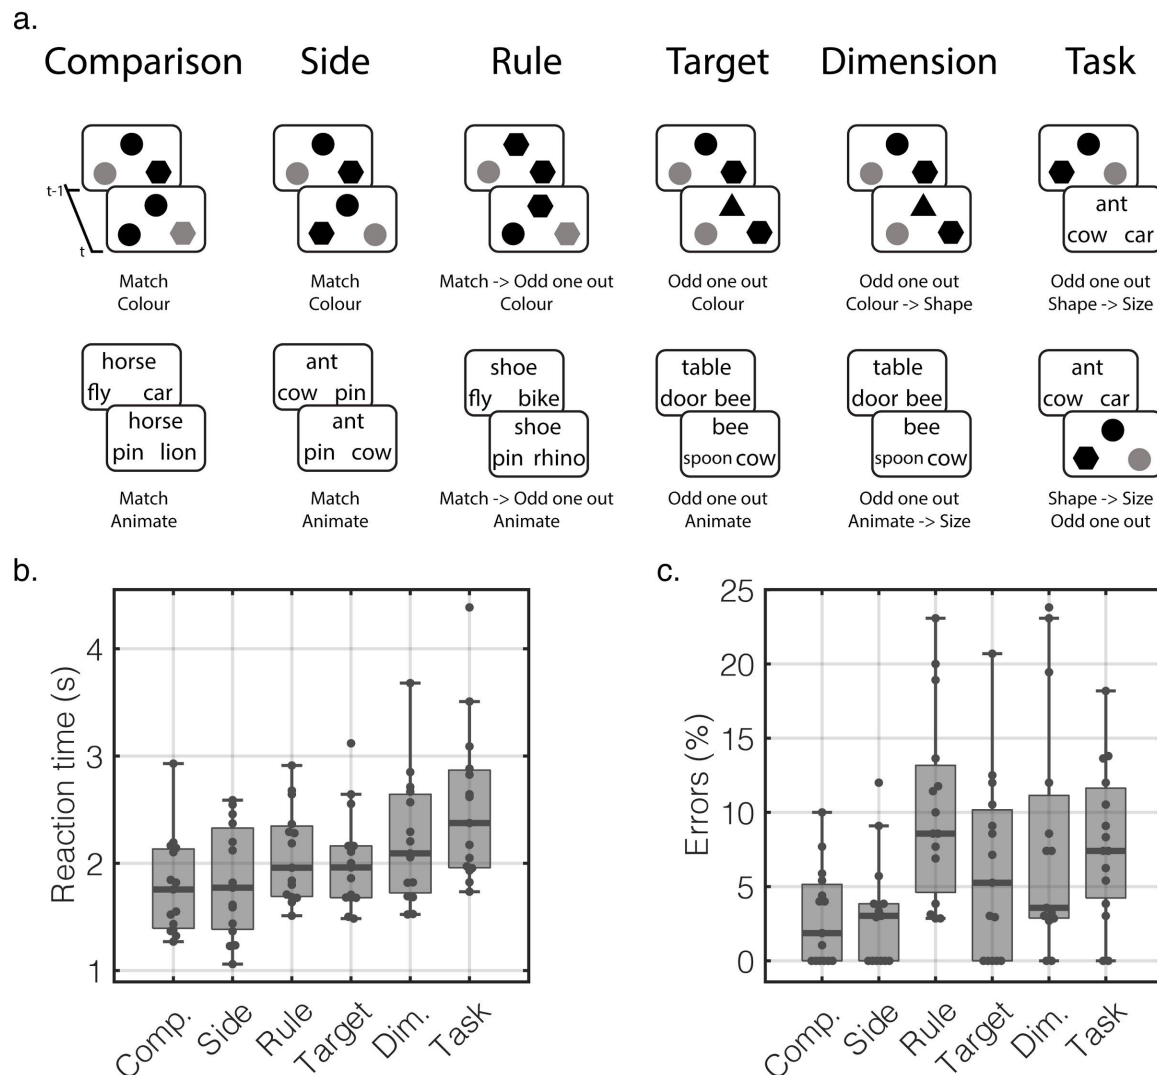 a.
Comparison Side Rule Target Dimension Task
t-1
t
ant
cow car
Match Match Match -> Odd one out Odd one out Odd one out Odd one out
Colour Colour Colour Colour Colour -> Shape Shape -> Size
horse ant shoe table table ant
fly car cow pin fly bike door bee door bee cow car
horse ant shoe bee bee
pin lion pin cow pin rhino spoon cow spoon cow
Match Match Match -> Odd one out Odd one out Odd one out Shape -> Size
Animate Animate Animate Animate Animate -> Size Odd one out
b.
Reaction time (s)
4
3
2
1
Comp. Side Rule Target Dim. Task
c.
Errors (%)
25
20
15
10
5
0
Comp. Side Rule Target Dim. Task